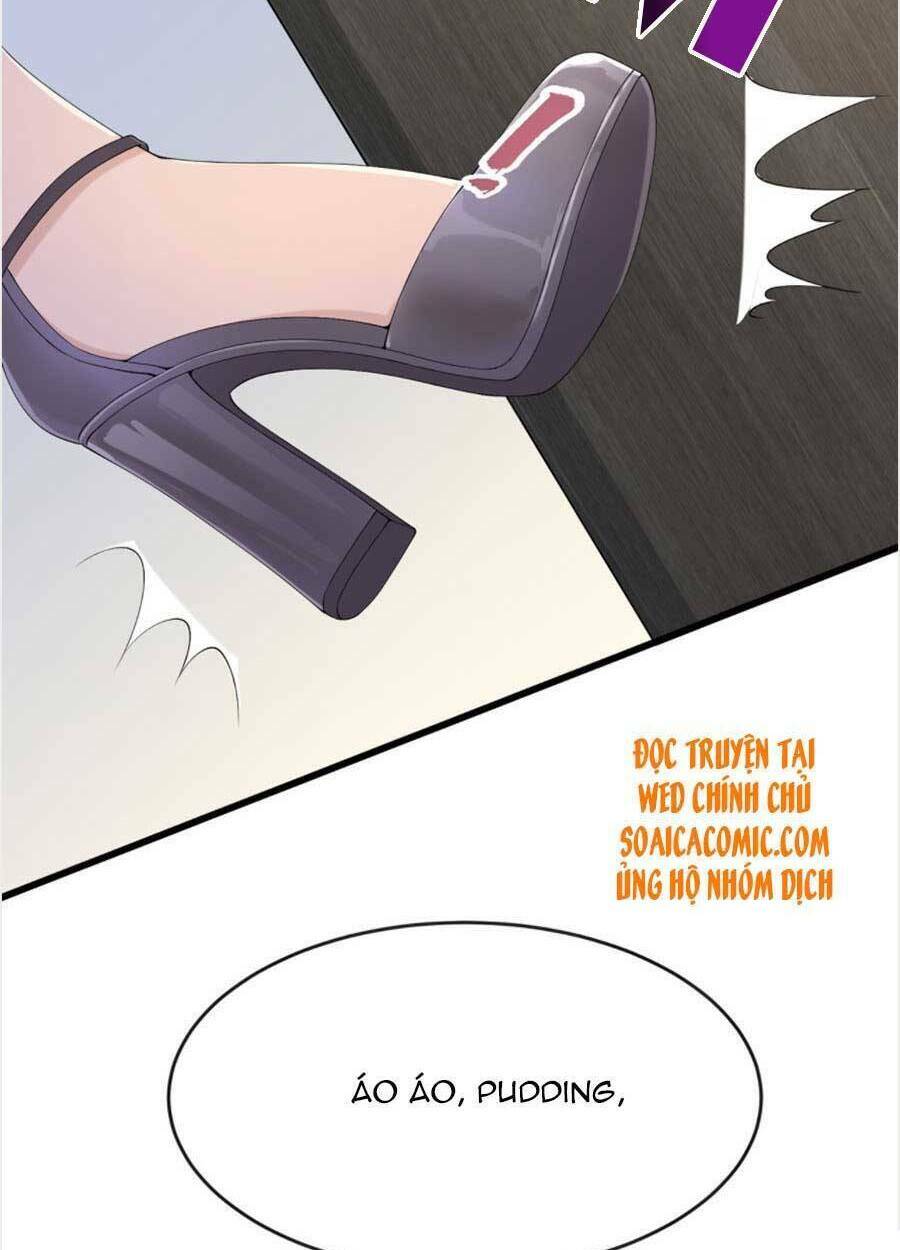 !
ĐỌC TRUYỆN TẠI
WED CHÍNH CHỦ
SOAICACOMIC.COM
ỦNG HỘ NHÓM DỊCH
ÁO ÁO, PUDDING,